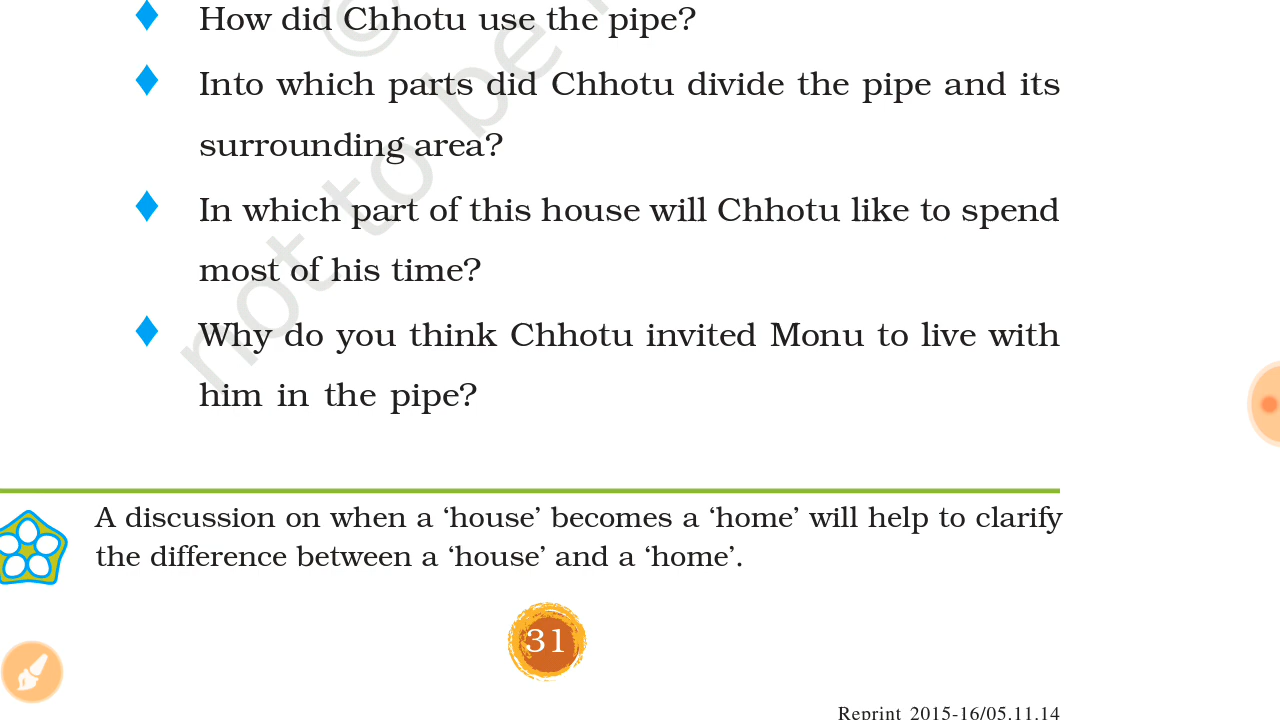 How did Chhotu use the pipe?
Into which parts did Chhotu divide the pipe and its
surrounding area?
In which part of this house will Chhotu like to spend
most of his time?
Why do you think Chhotu invited Monu to live with
him in the pipe?
A discussion on when a ‘house’ becomes a ‘home’ will help to clarify
the difference between a ‘house’ and a ‘home’.
31
Reprint 2015-16/05.11.14
©
not to be